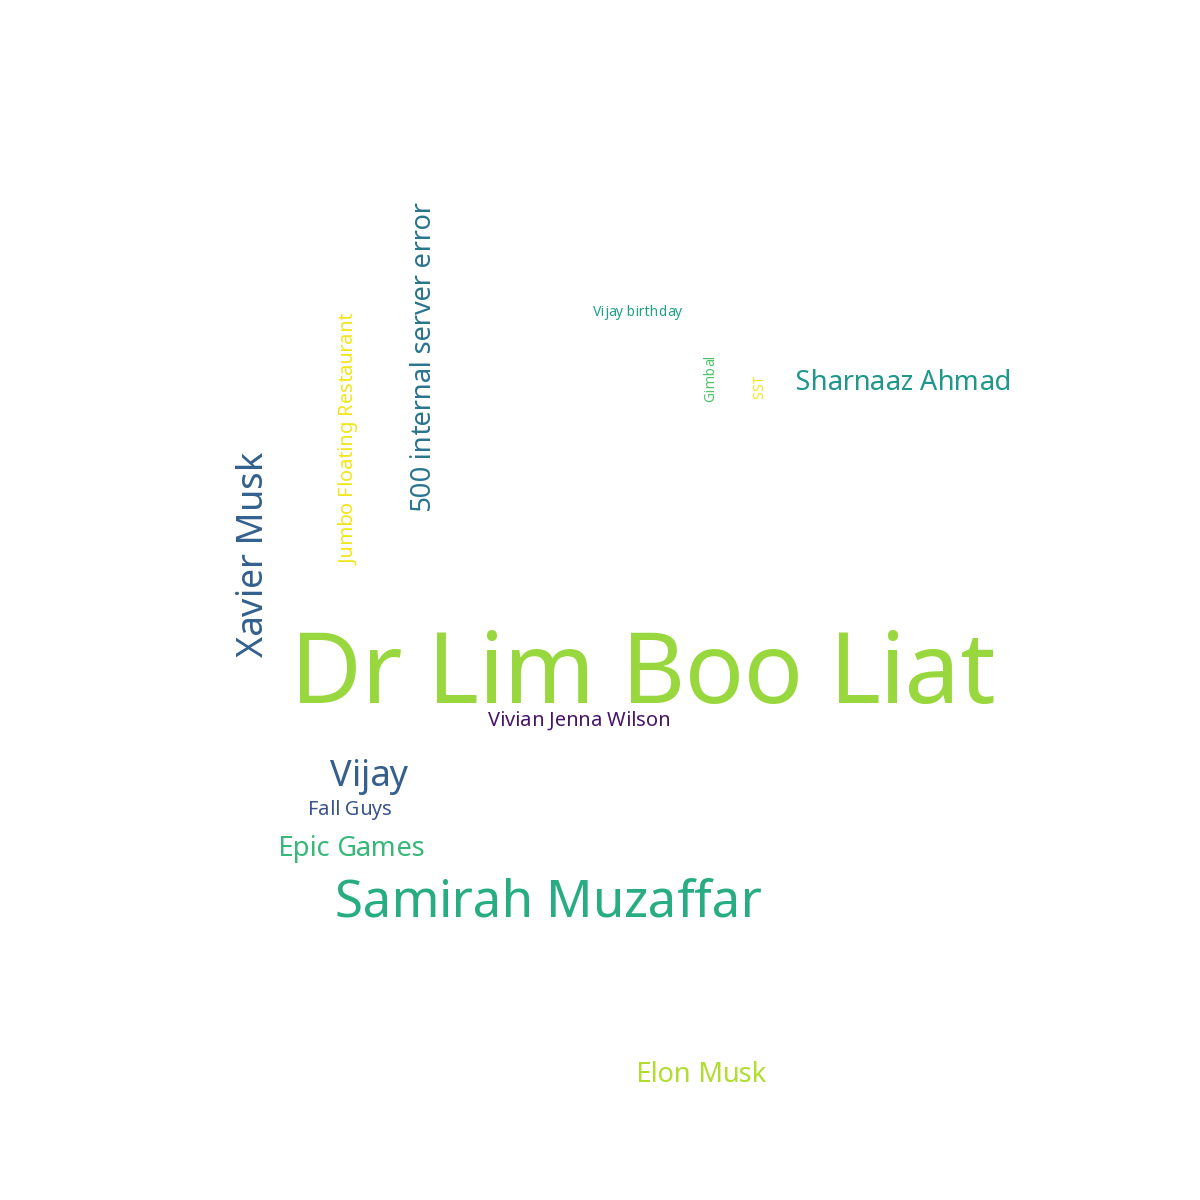 500 internal server error
Vijay birthday
Jumbo Floating Restaurant
Gimbal
SST
Sharnaaz Ahmad
Xavier Musk
Dr Lim Boo Liat
Vivian Jenna Wilson
Vijay
Fall Guys
Epic Games
Samirah Muzaffar
Elon Musk